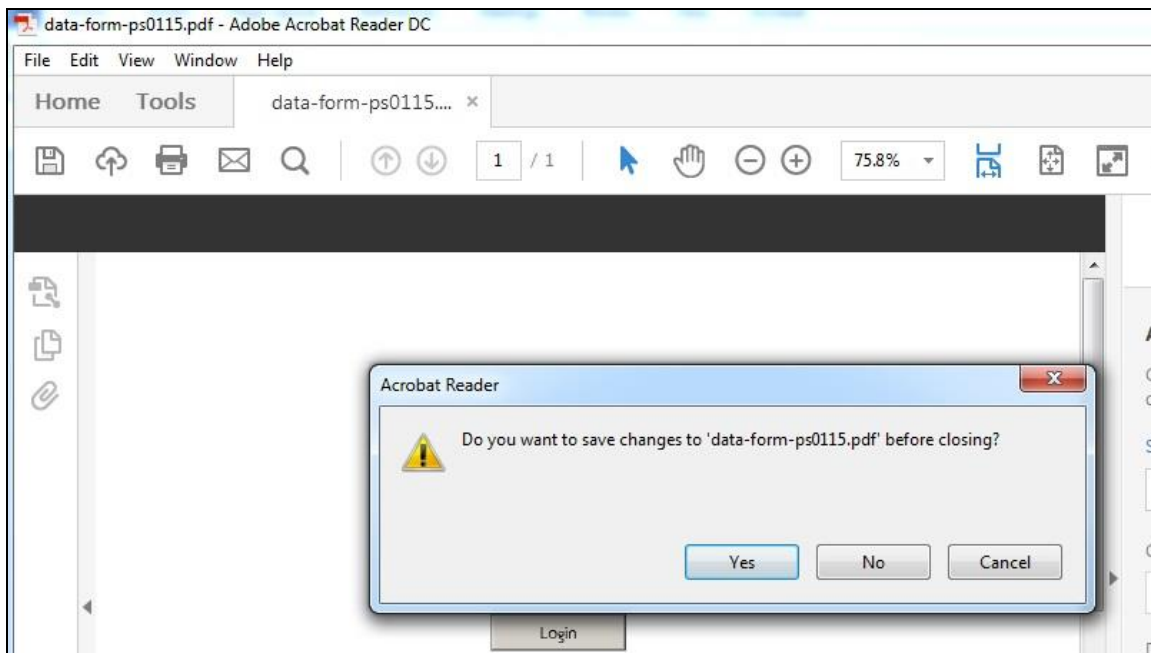 data-form-ps0115.pdf - Adobe Acrobat Reader DC
File Edit View Window Help
Home Tools data-form-ps0115.... ×
1 / 1 75.8%
Acrobat Reader
Do you want to save changes to 'data-form-ps0115.pdf' before closing?
Yes No Cancel
Login